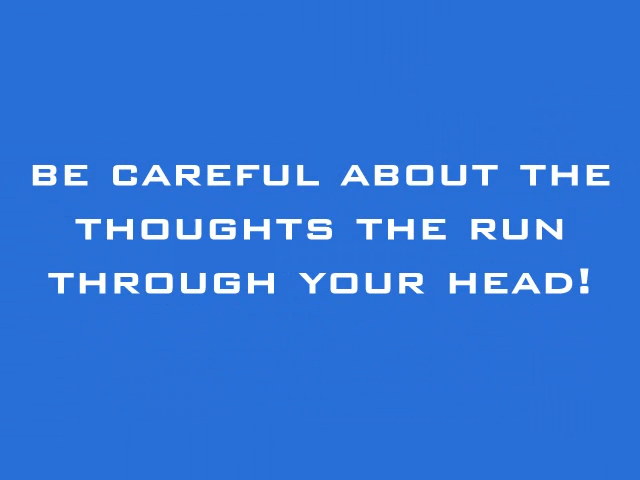 BE CAREFUL ABOUT THE
THOUGHTS THE RUN
THROUGH YOUR HEAD!